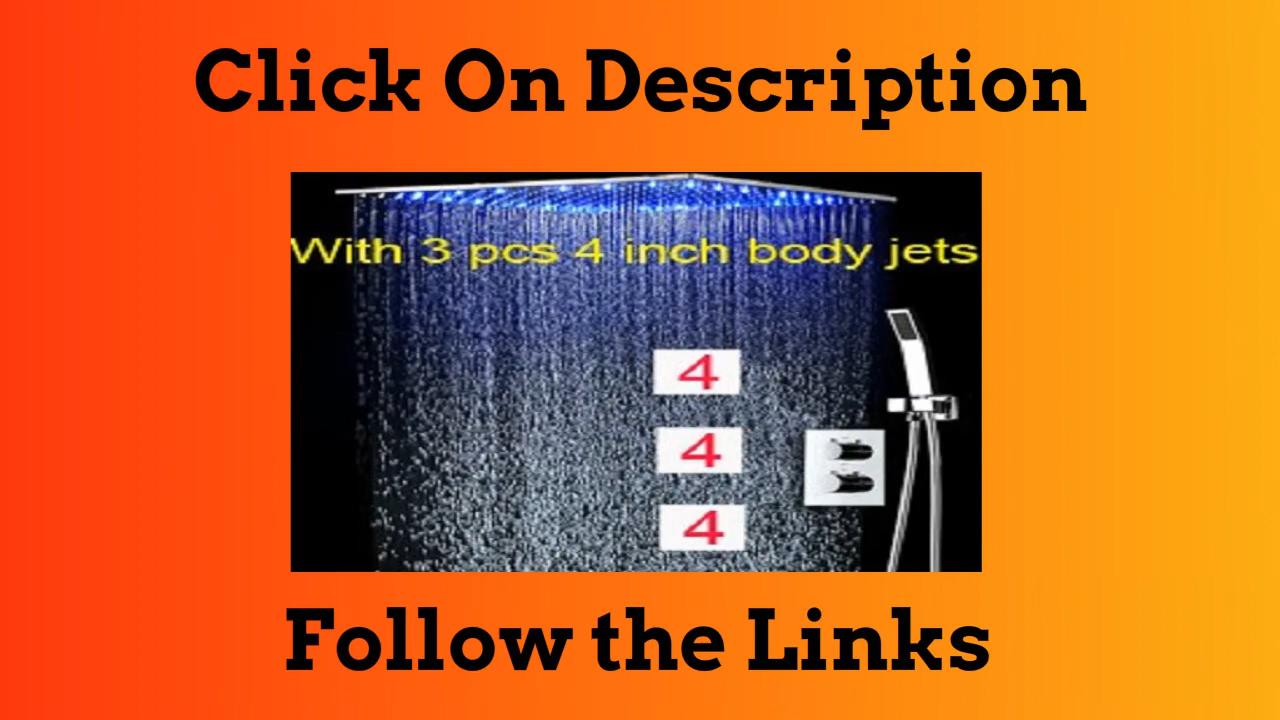 Click On Description
With 3 pcs 4 inch body jets
4
4
4
Follow the Links